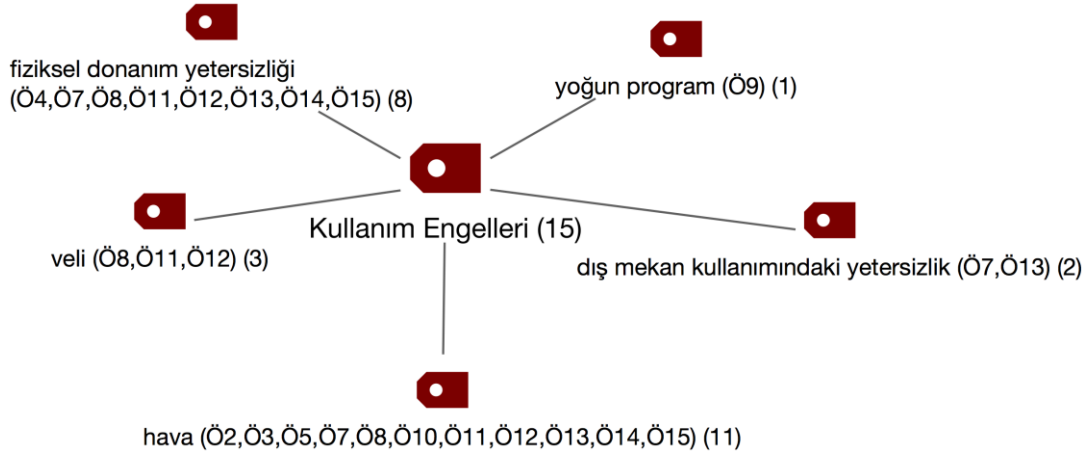 fiziksel donanım yetersizliği
(Ö4,Ö7,Ö8,Ö11,Ö12,Ö13,Ö14,Ö15) (8)
yoğun program (Ö9) (1)
Kullanım Engelleri (15)
veli (Ö8,Ö11,Ö12) (3)
dış mekan kullanımındaki yetersizlik (Ö7,Ö13) (2)
hava (Ö2,Ö3,Ö5,Ö7,Ö8,Ö10,Ö11,Ö12,Ö13,Ö14,Ö15) (11)